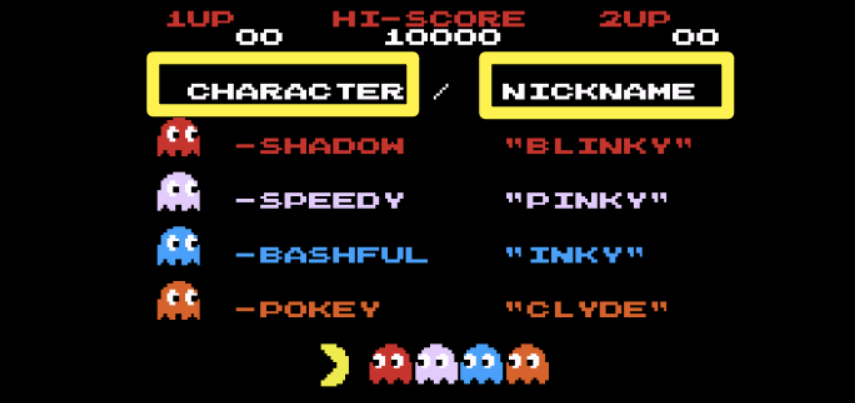 1UP HI-SCORE 2UP
00 10000 00
CHARACTER / NICKNAME
-SHADOW "BLINKY"
-SPEEDY "PINKY"
-BASHFUL "INKY"
-POKEY "CLYDE"